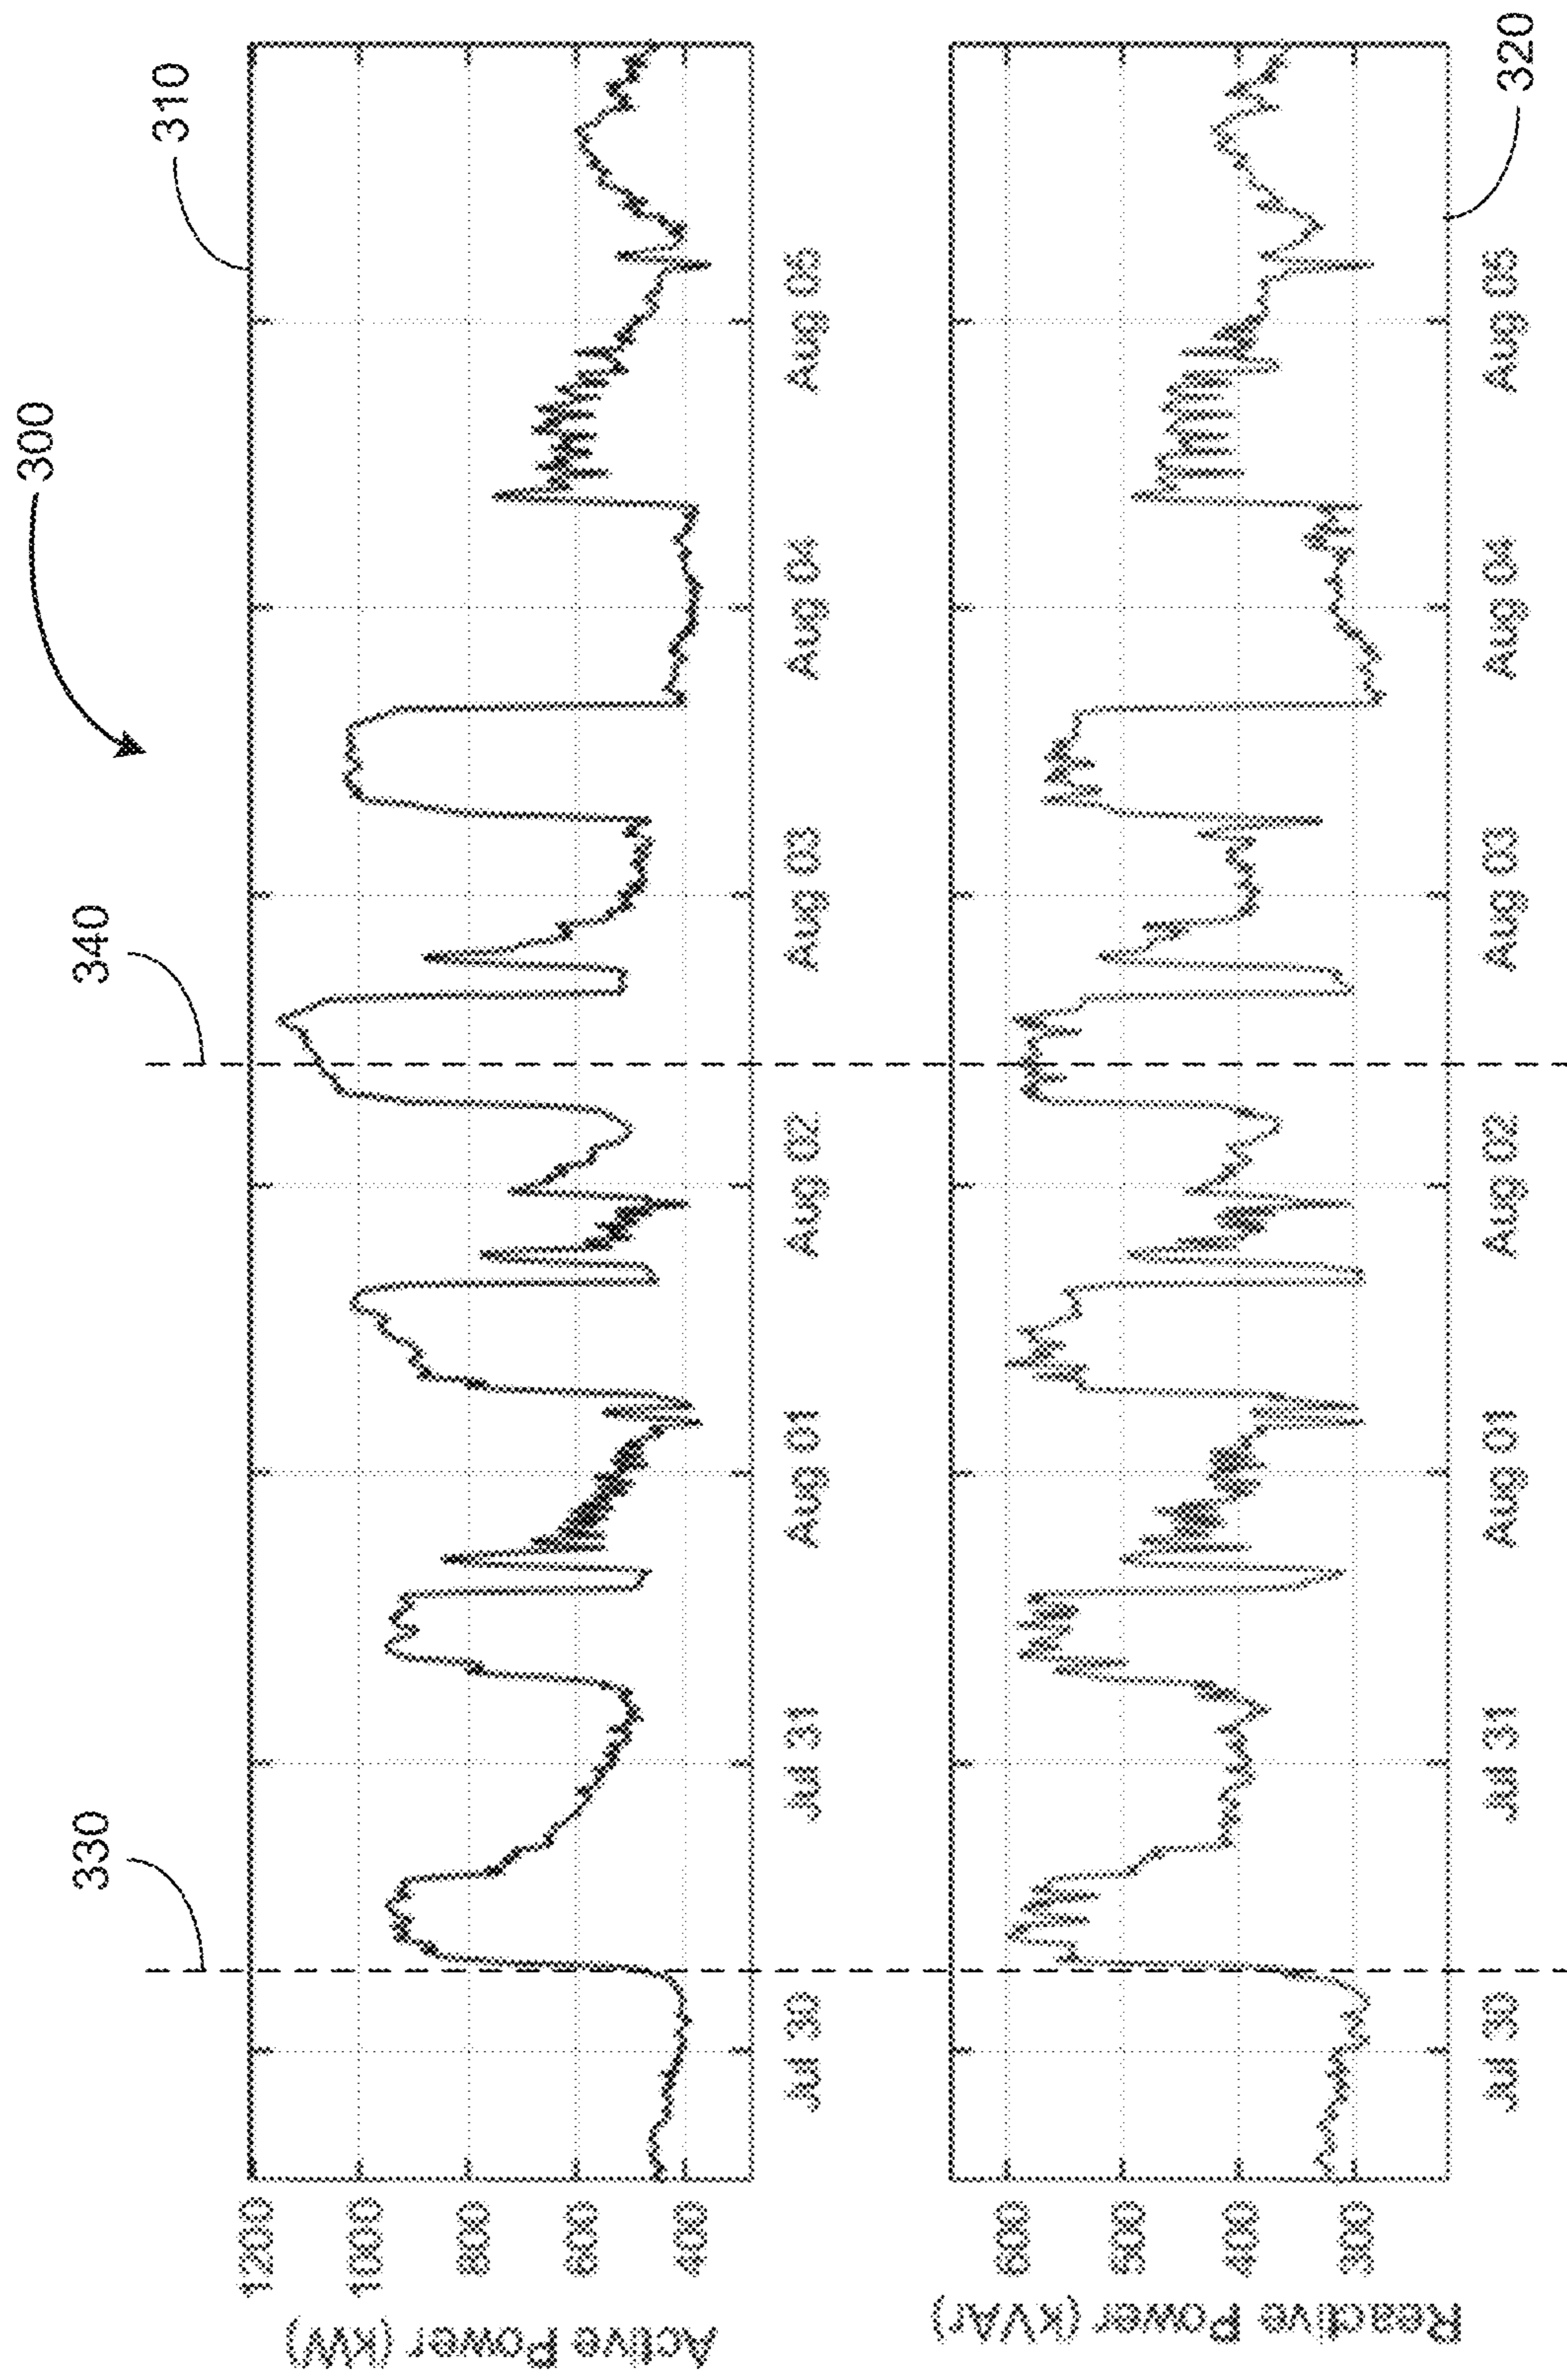 300
330
340
310
Active Power (kW)
1200
1000
800
600
400
Jul 30
Jul 31
Aug 01
Aug 02
Aug 03
Aug 04
Aug 05
Reactive Power (kVAr)
600
500
400
300
Jul 30
Jul 31
Aug 01
Aug 02
Aug 03
Aug 04
Aug 05
320